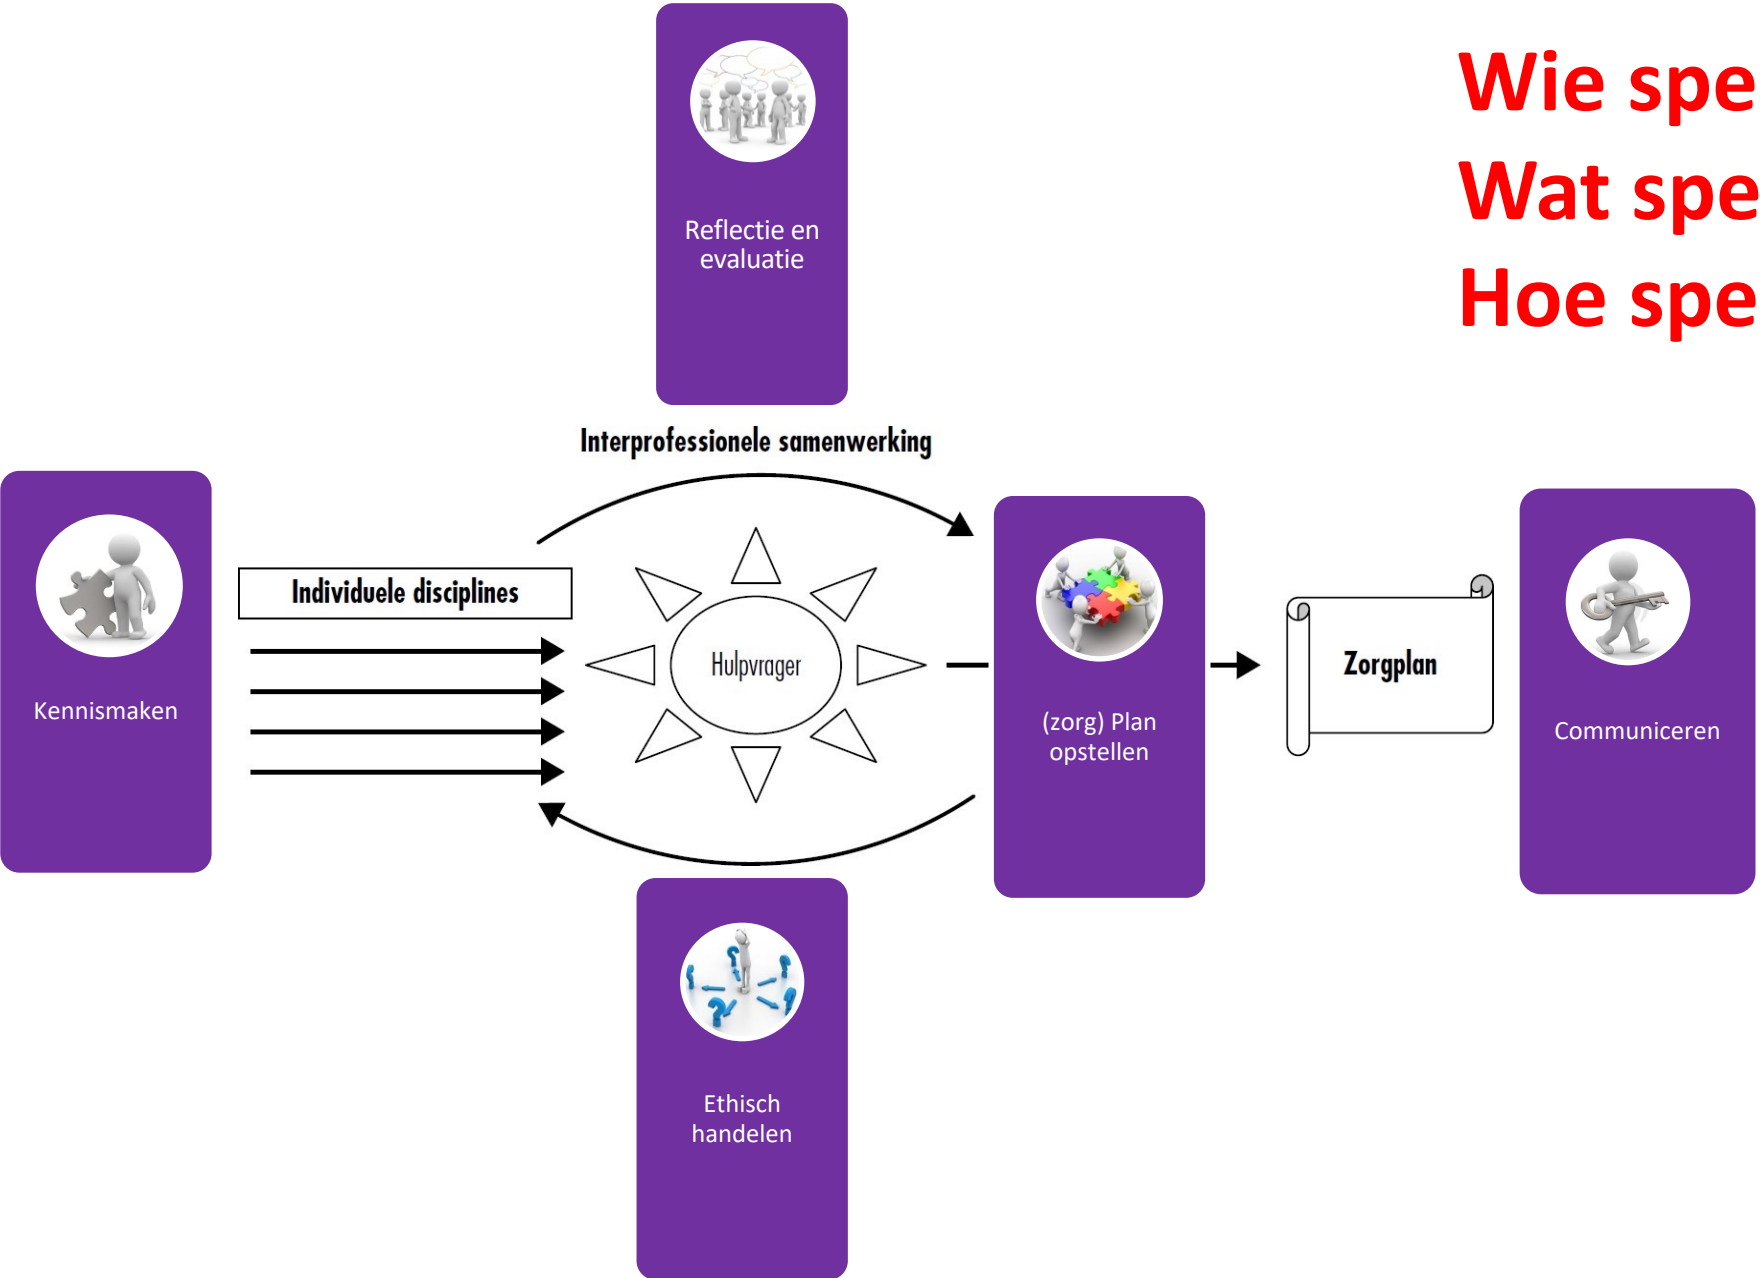 Wie spe
Wat spe
Hoe spe
Reflectie en
evaluatie
Interprofessionele samenwerking
Kennismaken
Individuele disciplines
Hulpvrager
(zorg) Plan
opstellen
Zorgplan
Communiceren
Ethisch
handelen